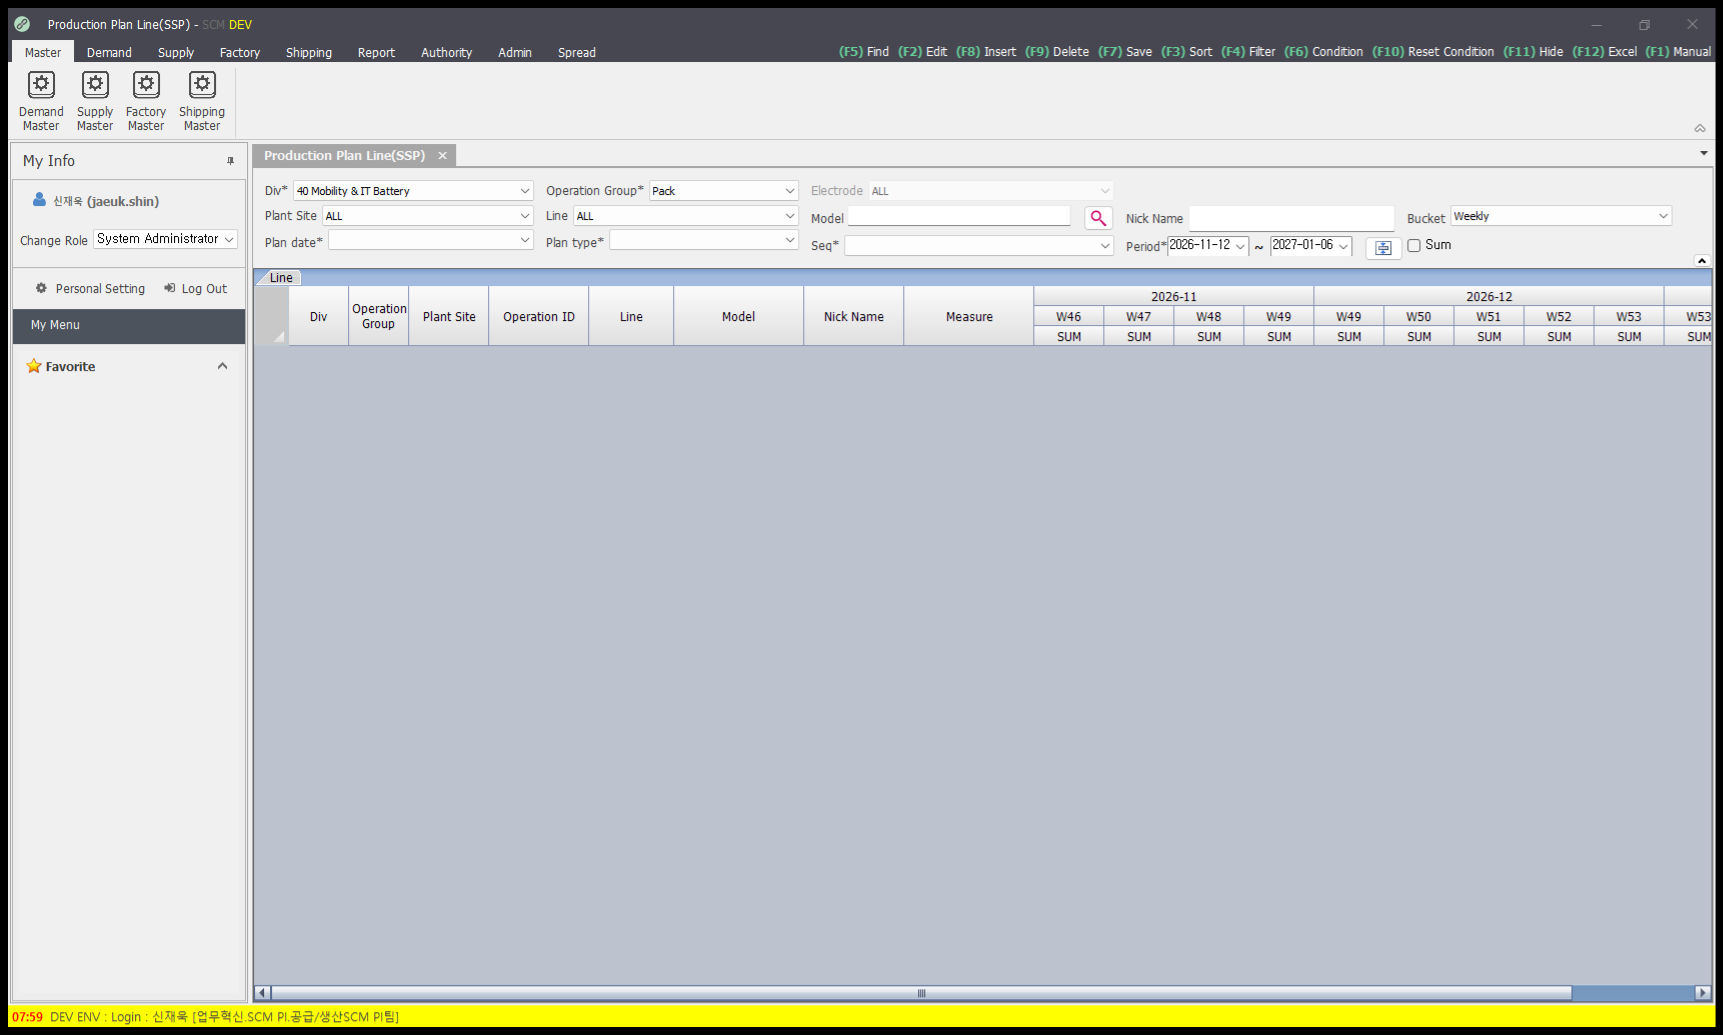 Production Plan Line(SSP) - SCM DEV
Master Demand Supply Factory Shipping Report Authority Admin Spread (F5) Find (F2) Edit (F8) Insert (F9) Delete (F7) Save (F3) Sort (F4) Filter (F6) Condition (F10) Reset Condition (F11) Hide (F12) Excel (F1) Manual
Demand Master
Supply Master
Factory Master
Shipping Master
My Info
신재욱 (jaeuk.shin)
Change Role System Administrator
Personal Setting Log Out
My Menu
Favorite
Production Plan Line(SSP)
Div* 40 Mobility & IT Battery Operation Group* Pack Electrode ALL
Plant Site ALL Line ALL Model Nick Name Bucket Weekly
Plan date* Plan type* Seq* Period* 2026-11-12 ~ 2027-01-06 Sum
Line
Div Operation Group Plant Site Operation ID Line Model Nick Name Measure
2026-11 2026-12
W46 W47 W48 W49 W49 W50 W51 W52 W53 W53
SUM SUM SUM SUM SUM SUM SUM SUM SUM SUM
07:59 DEV ENV : Login : 신재욱 [업무혁신.SCM PI.공급/생산SCM PI팀]